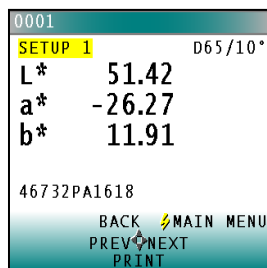 0001
SETUP 1 D65/10°
L* 51.42
a* -26.27
b* 11.91
46732PA1618
BACK MAIN MENU
PREV NEXT
PRINT